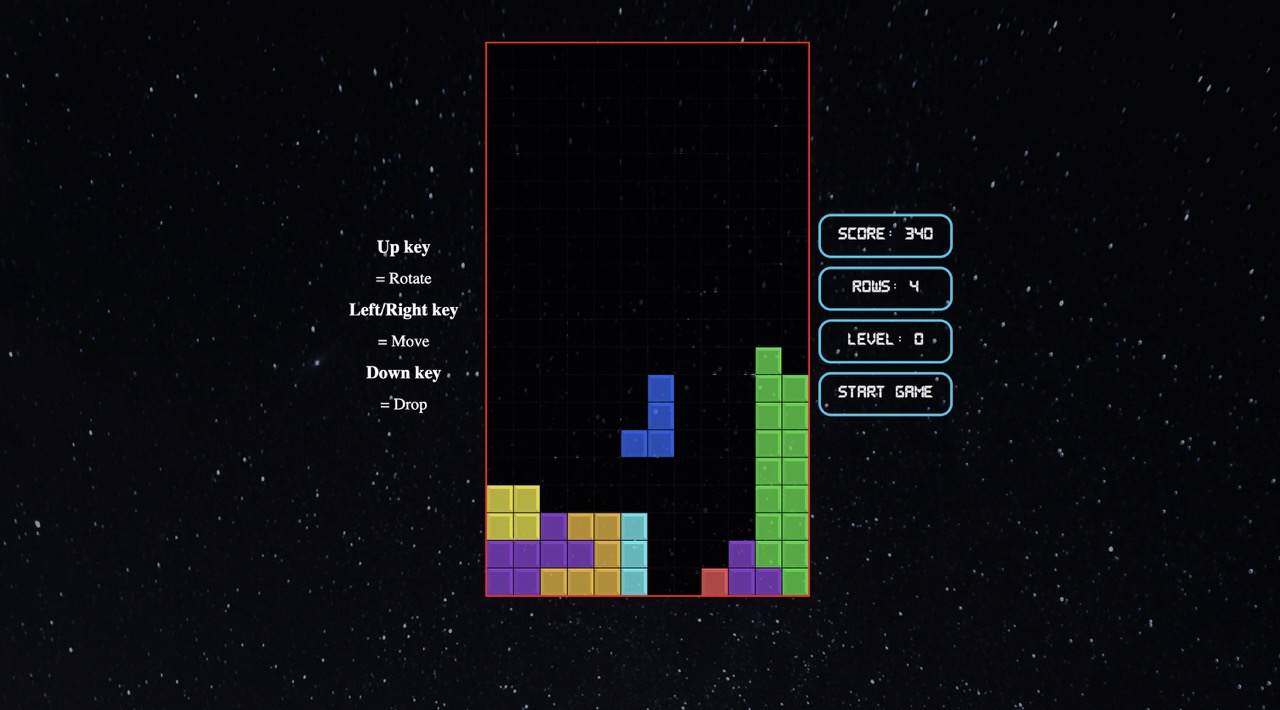 Up key
= Rotate
Left/Right key
= Move
Down key
= Drop
SCORE: 340
ROWS: 4
LEVEL: 0
START GAME